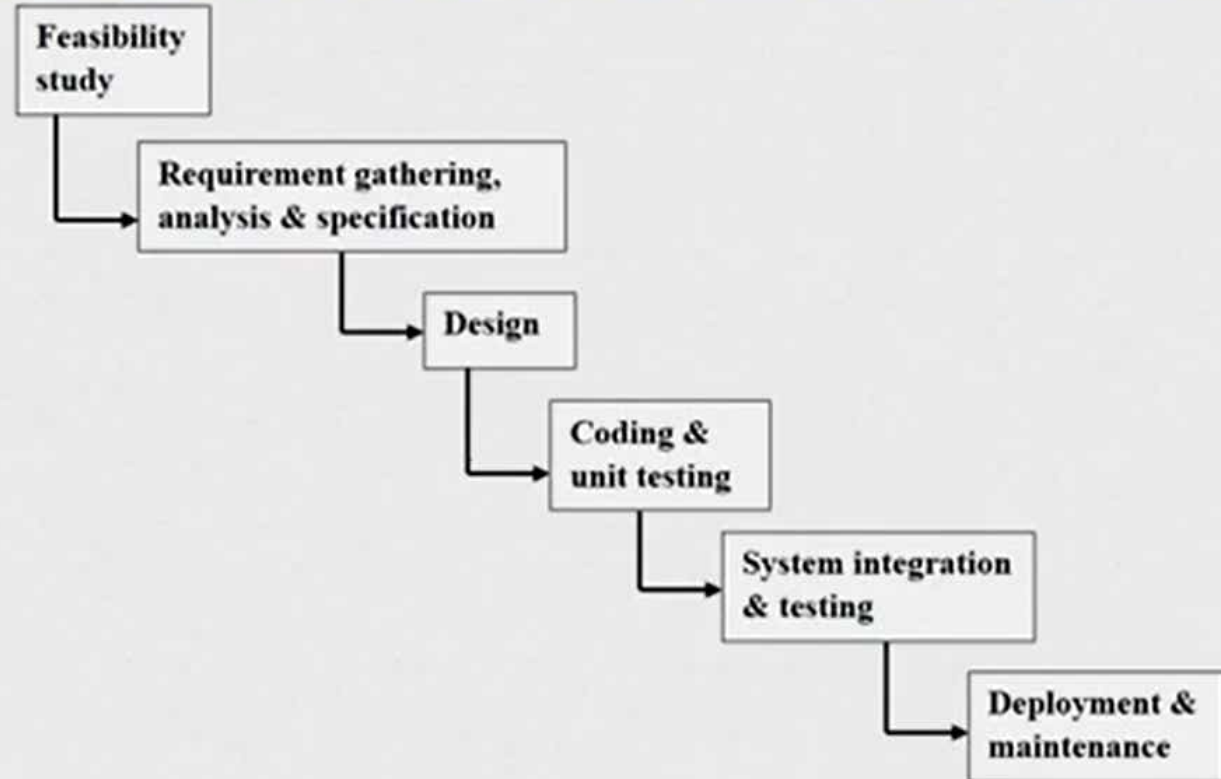 Feasibility
study
Requirement gathering,
analysis & specification
Design
Coding &
unit testing
System integration
& testing
Deployment &
maintenance